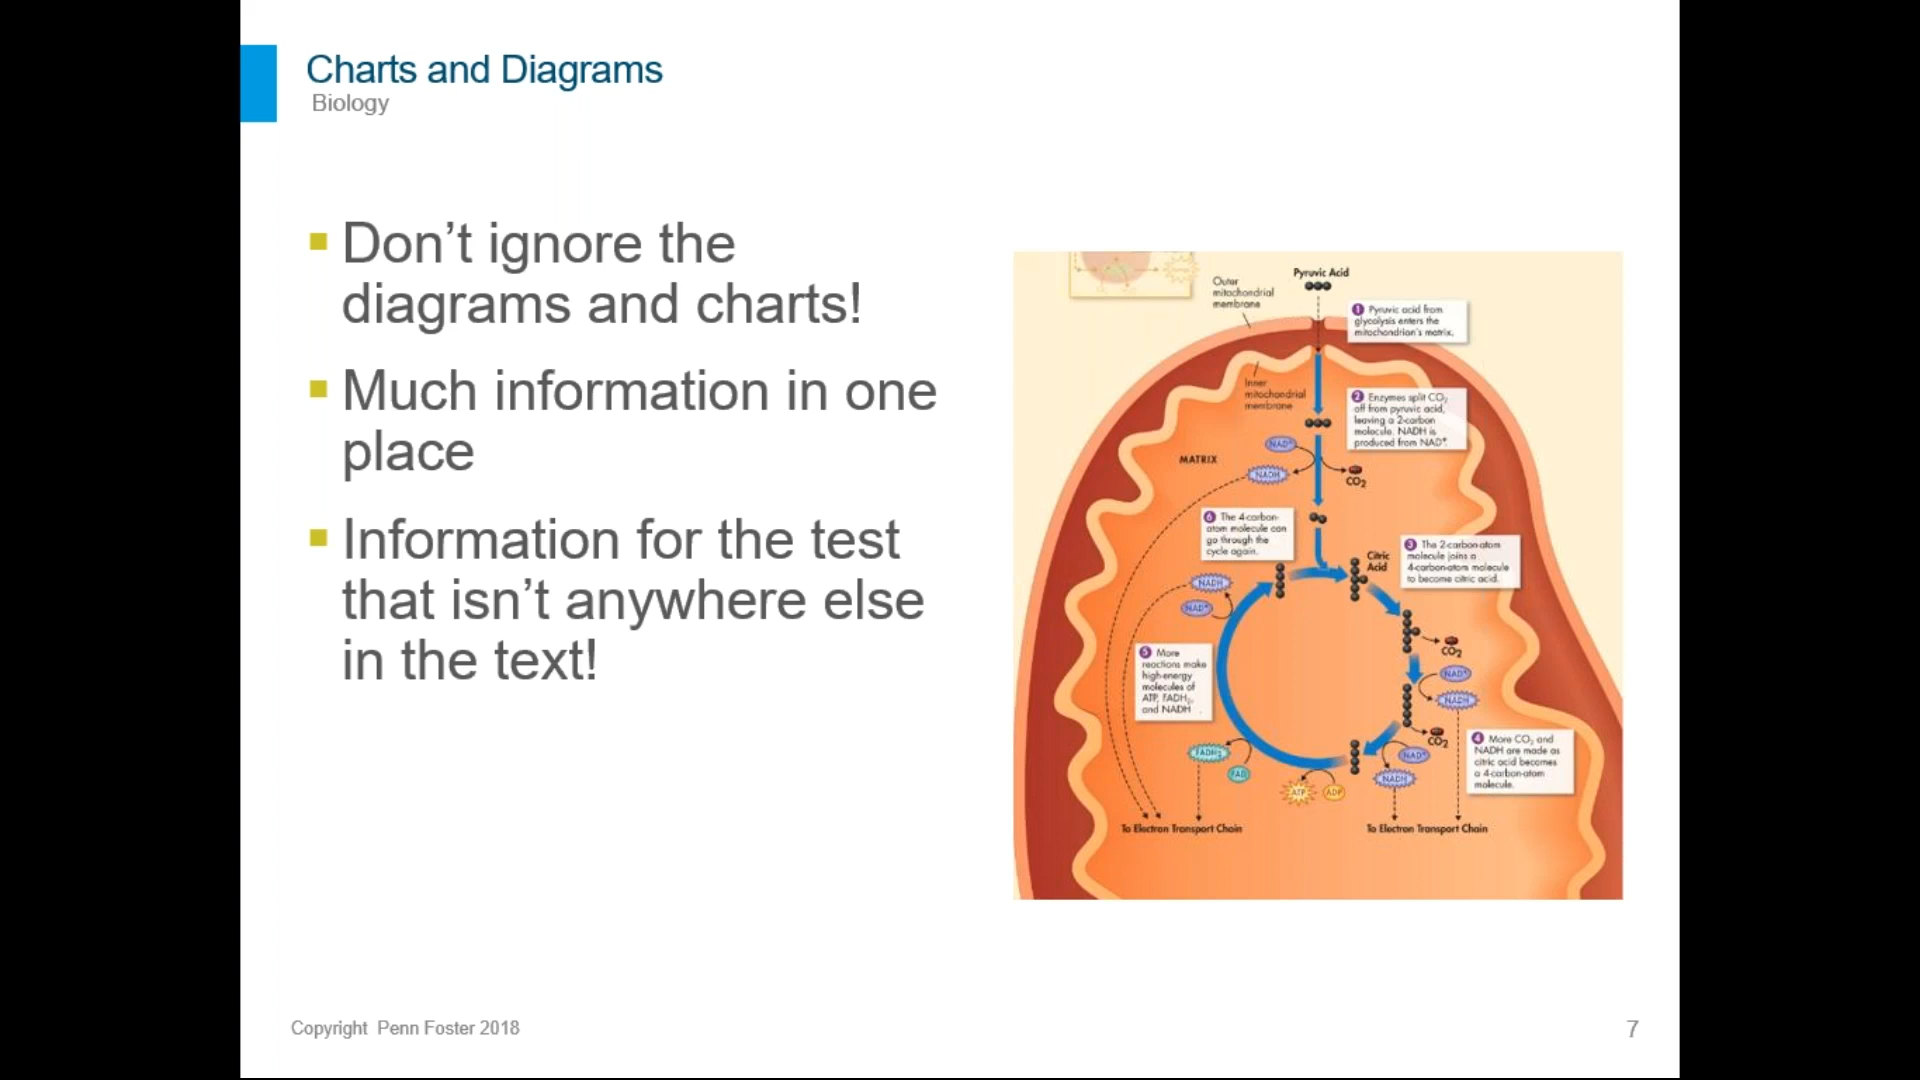 Charts and Diagrams
Biology
Don’t ignore the
diagrams and charts!
Much information in one
place
Information for the test
that isn’t anywhere else
in the text!
Pyruvic Acid
Outer
mitochondrial
membrane
1 Pyruvic acid from
glycolysis enters the
mitochondrion's matrix.
Inner
mitochondrial
membrane
2 Enzymes split CO₂
off from pyruvic acid,
leaving a 2-carbon
molecule. NADH is
produced from NAD⁺.
NAD⁺
MATRIX
NADH
CO₂
6 The 4-carbon-
atom molecule can
go through the
cycle again.
Citric
Acid
3 The 2-carbon-atom
molecule joins a
4-carbon-atom molecule
to become citric acid.
NADH
NAD⁺
CO₂
5 More
reactions make
high-energy
molecules of
ATP, FADH₂,
and NADH
NAD⁺
NADH
CO₂
4 More CO₂ and
NADH are made as
citric acid becomes
a 4-carbon-atom
molecule.
FADH₂
FAD
NAD⁺
NADH
ATP
ADP
To Electron Transport Chain
To Electron Transport Chain
Copyright Penn Foster 2018
7